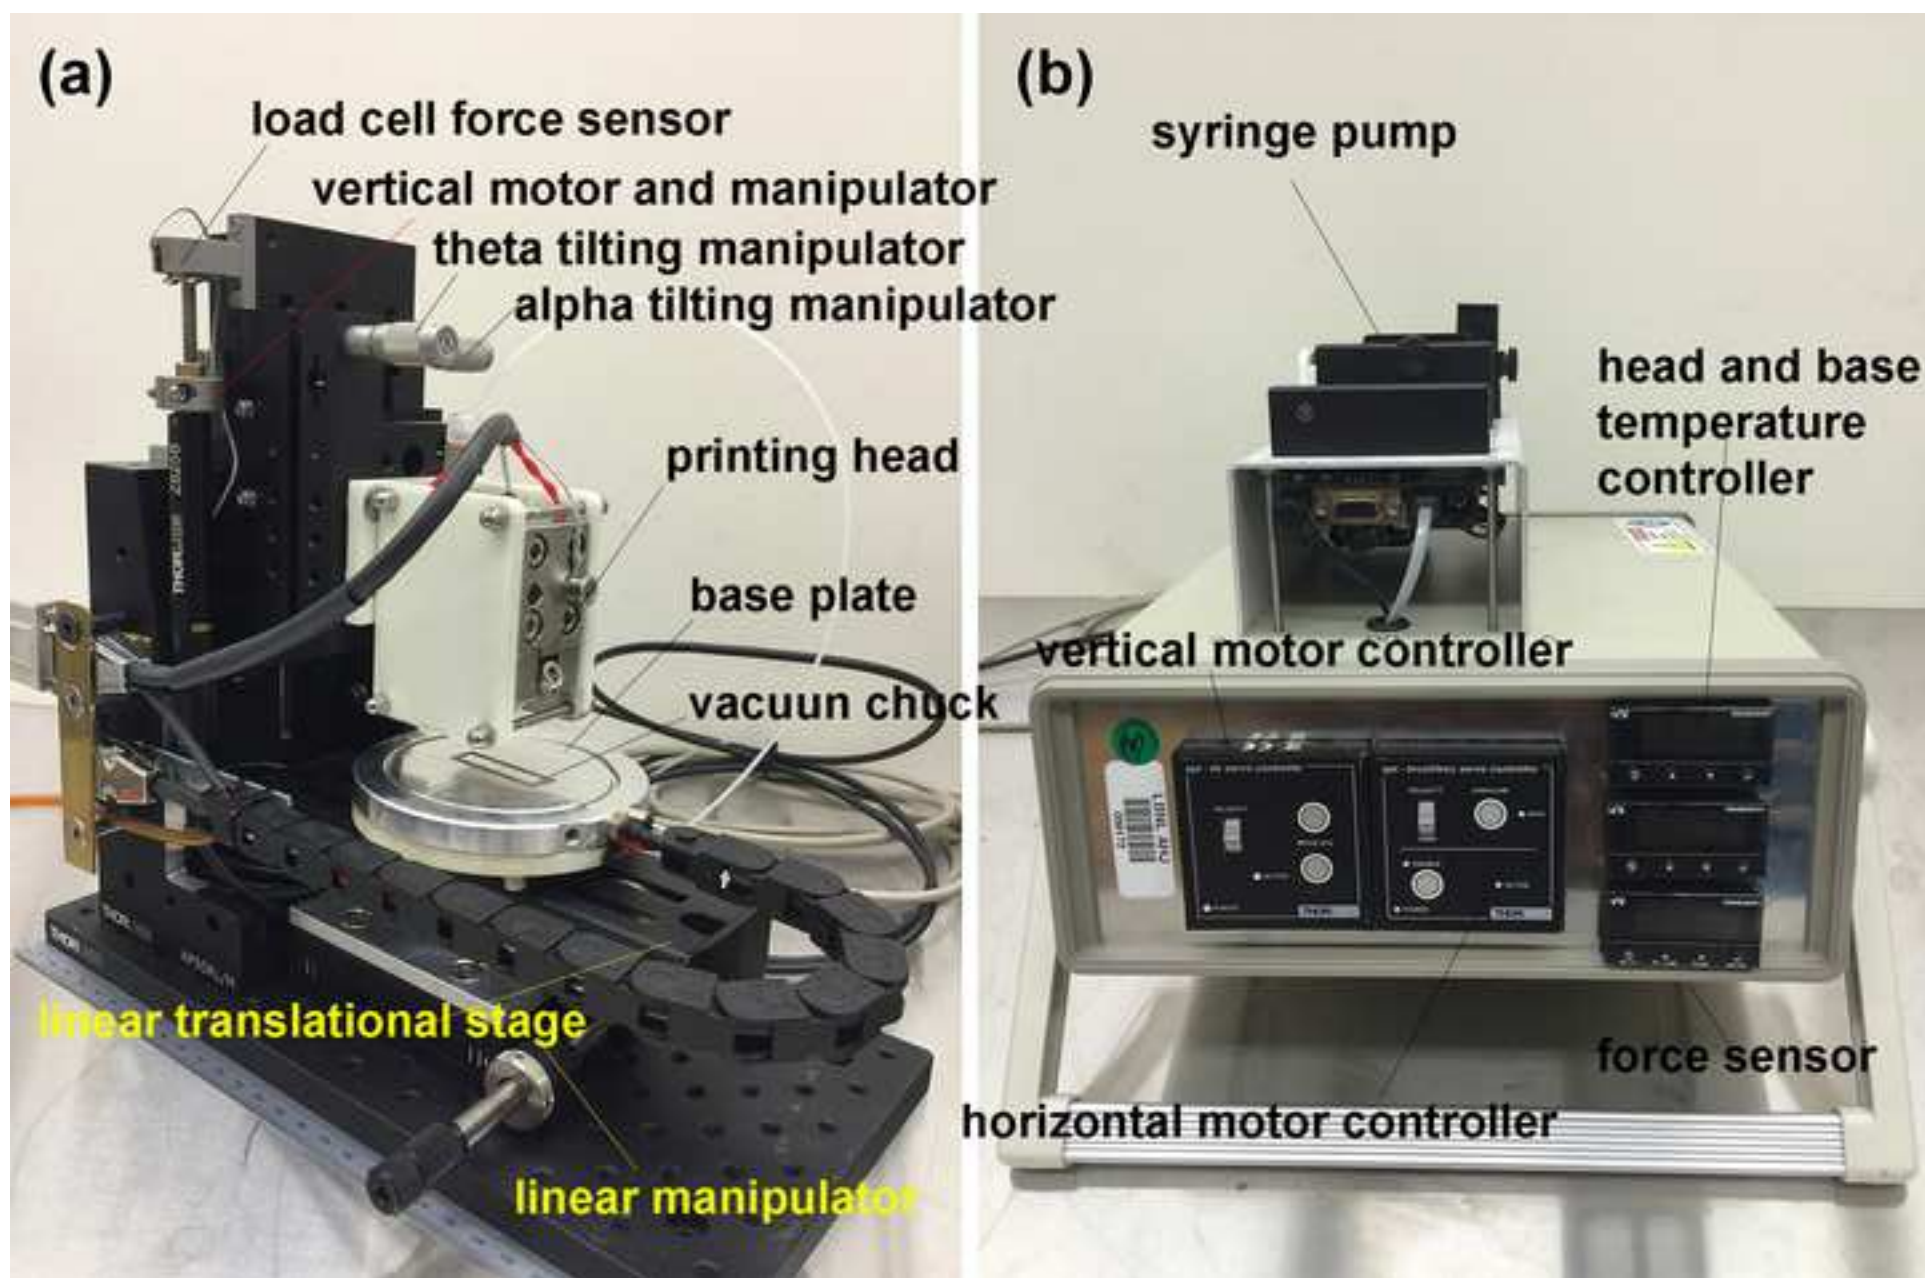 (a)
load cell force sensor
vertical motor and manipulator
theta tilting manipulator
alpha tilting manipulator
printing head
base plate
vacuun chuck
linear translational stage
linear manipulator
(b)
syringe pump
head and base
temperature
controller
vertical motor controller
force sensor
horizontal motor controller